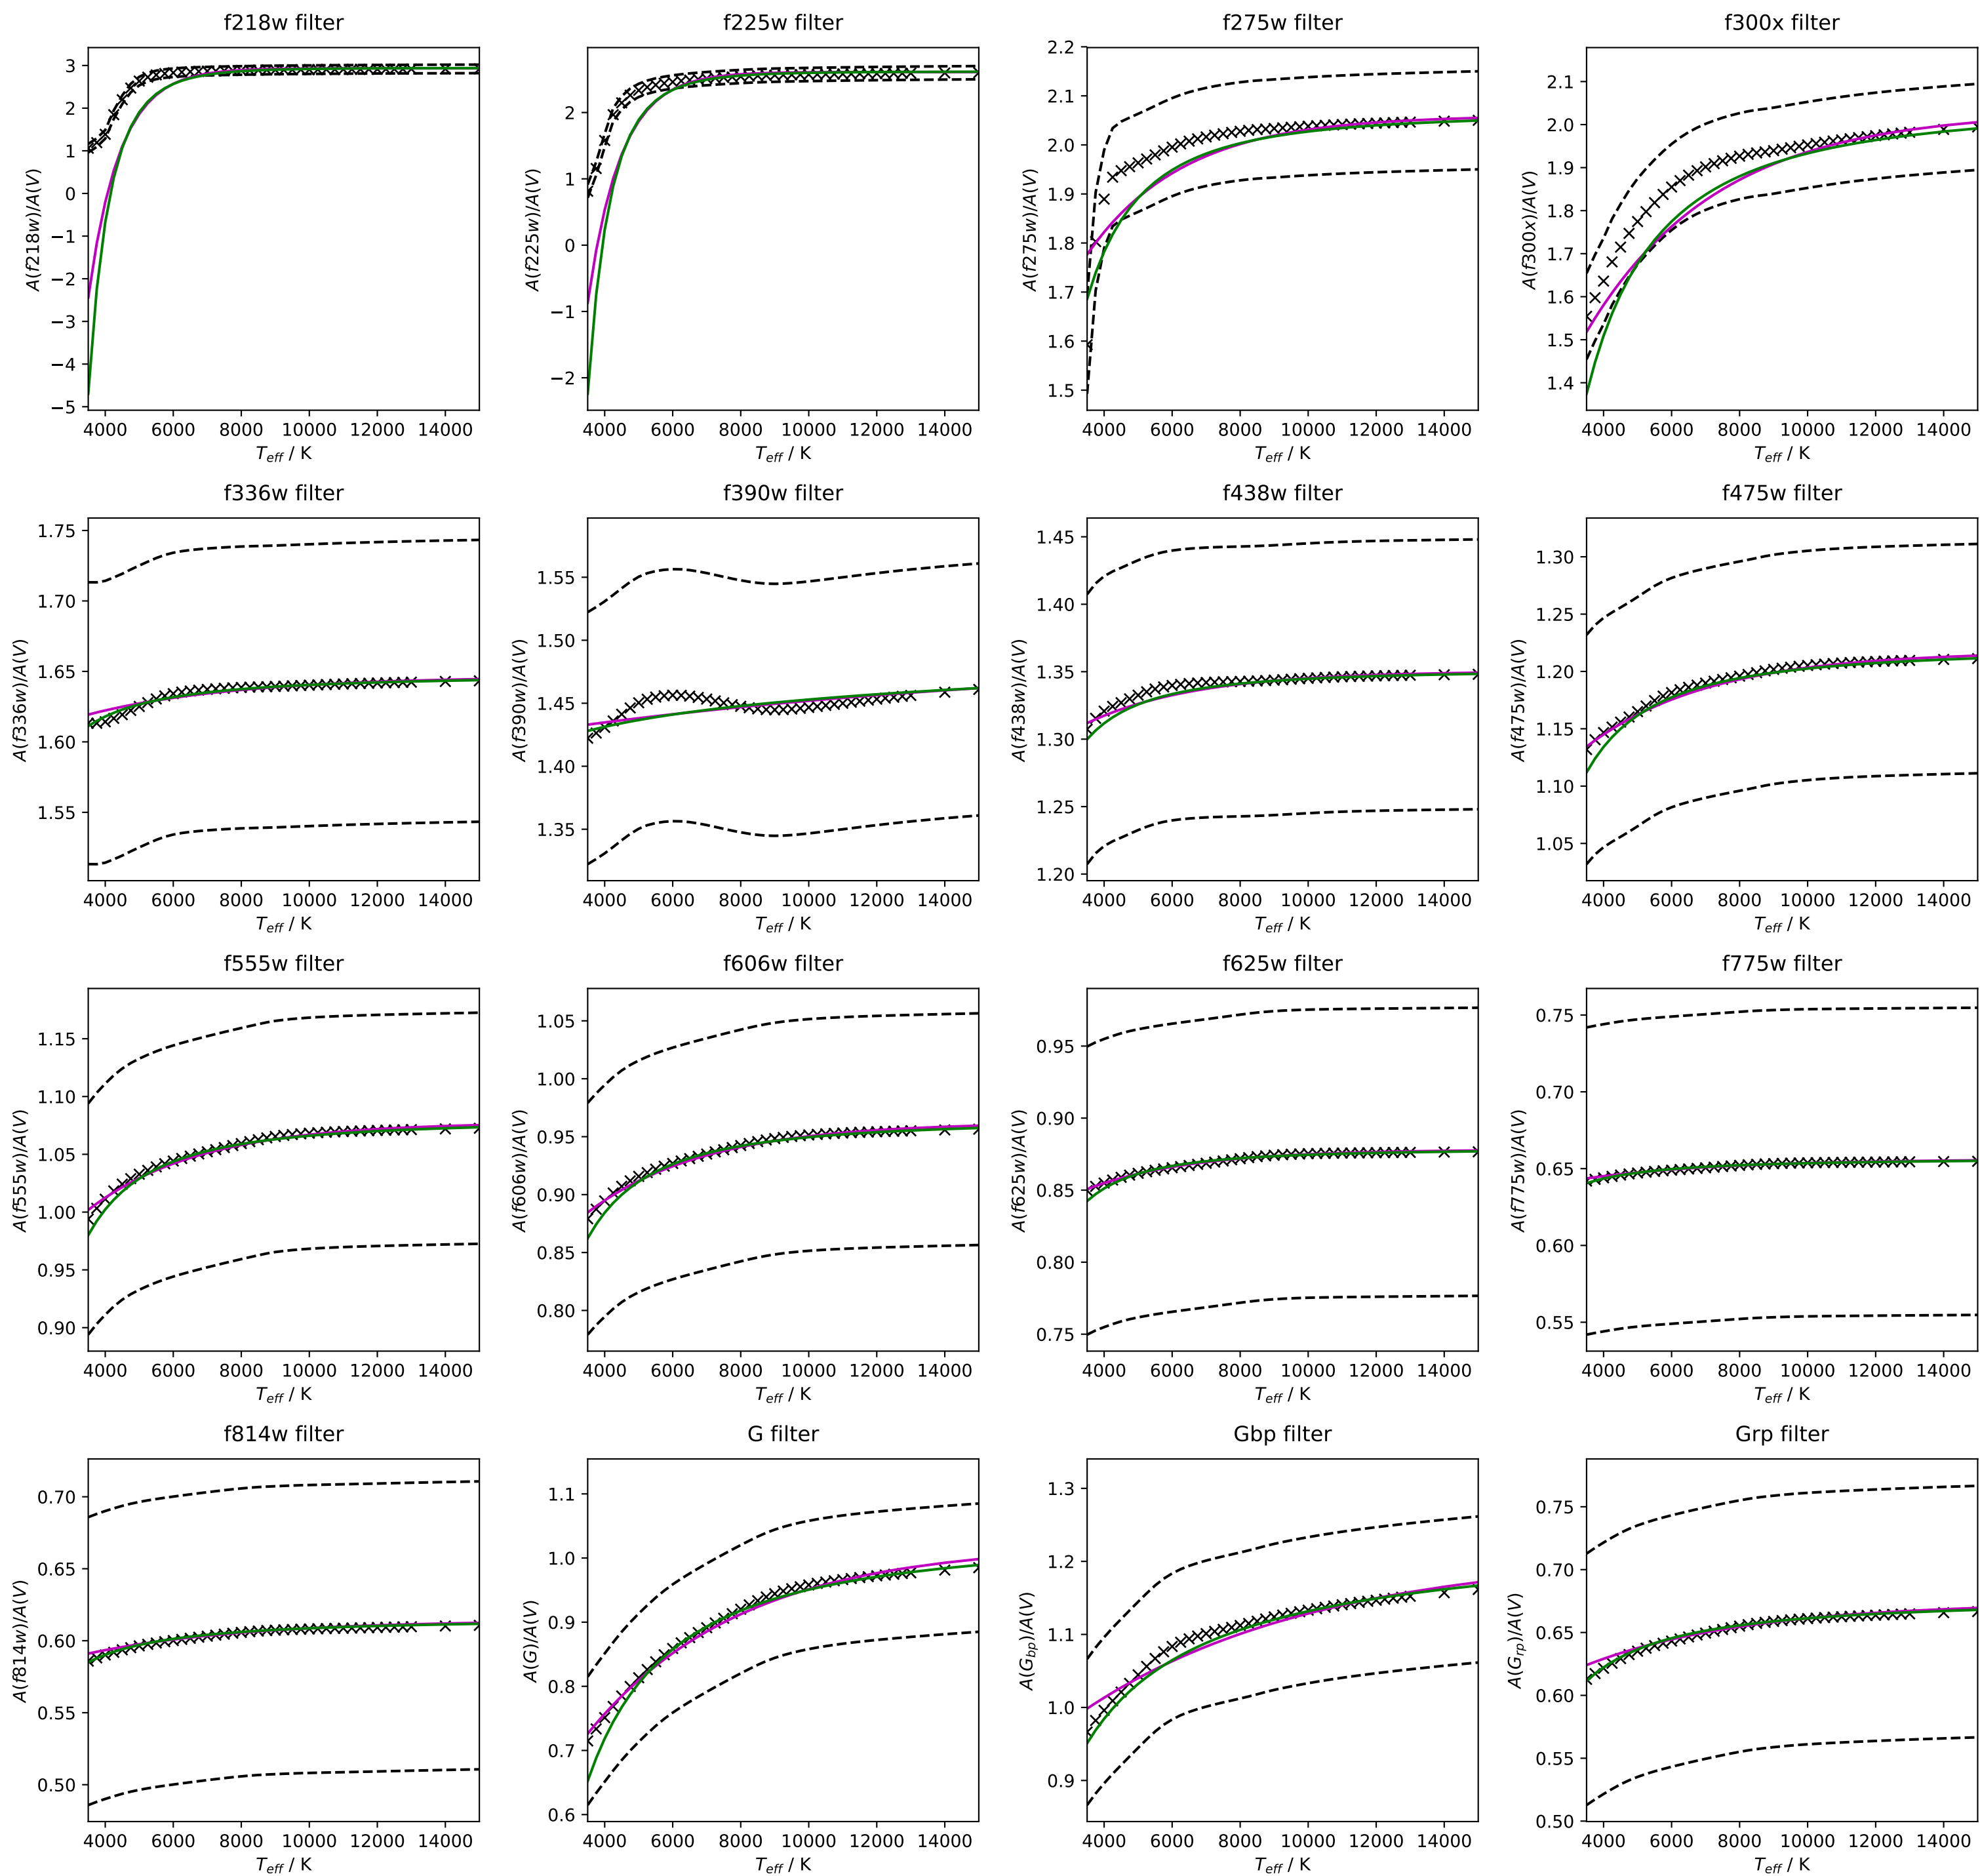 f218w filter
f225w filter
f275w filter
f300x filter
A(f218w)/A(V)
3
2
1
0
−1
−2
−3
−4
−5
4000 6000 8000 10000 12000 14000
T_eff / K
A(f225w)/A(V)
2
1
0
−1
−2
4000 6000 8000 10000 12000 14000
T_eff / K
A(f275w)/A(V)
2.2
2.1
2.0
1.9
1.8
1.7
1.6
1.5
4000 6000 8000 10000 12000 14000
T_eff / K
A(f300x)/A(V)
2.1
2.0
1.9
1.8
1.7
1.6
1.5
1.4
4000 6000 8000 10000 12000 14000
T_eff / K
f336w filter
f390w filter
f438w filter
f475w filter
A(f336w)/A(V)
1.75
1.70
1.65
1.60
1.55
4000 6000 8000 10000 12000 14000
T_eff / K
A(f390w)/A(V)
1.55
1.50
1.45
1.40
1.35
4000 6000 8000 10000 12000 14000
T_eff / K
A(f438w)/A(V)
1.45
1.40
1.35
1.30
1.25
1.20
4000 6000 8000 10000 12000 14000
T_eff / K
A(f475w)/A(V)
1.30
1.25
1.20
1.15
1.10
1.05
4000 6000 8000 10000 12000 14000
T_eff / K
f555w filter
f606w filter
f625w filter
f775w filter
A(f555w)/A(V)
1.15
1.10
1.05
1.00
0.95
0.90
4000 6000 8000 10000 12000 14000
T_eff / K
A(f606w)/A(V)
1.05
1.00
0.95
0.90
0.85
0.80
4000 6000 8000 10000 12000 14000
T_eff / K
A(f625w)/A(V)
0.95
0.90
0.85
0.80
0.75
4000 6000 8000 10000 12000 14000
T_eff / K
A(f775w)/A(V)
0.75
0.70
0.65
0.60
0.55
4000 6000 8000 10000 12000 14000
T_eff / K
f814w filter
G filter
Gbp filter
Grp filter
A(f814w)/A(V)
0.70
0.65
0.60
0.55
0.50
4000 6000 8000 10000 12000 14000
T_eff / K
A(G)/A(V)
1.1
1.0
0.9
0.8
0.7
0.6
4000 6000 8000 10000 12000 14000
T_eff / K
A(G_bp)/A(V)
1.3
1.2
1.1
1.0
0.9
4000 6000 8000 10000 12000 14000
T_eff / K
A(G_rp)/A(V)
0.75
0.70
0.65
0.60
0.55
0.50
4000 6000 8000 10000 12000 14000
T_eff / K